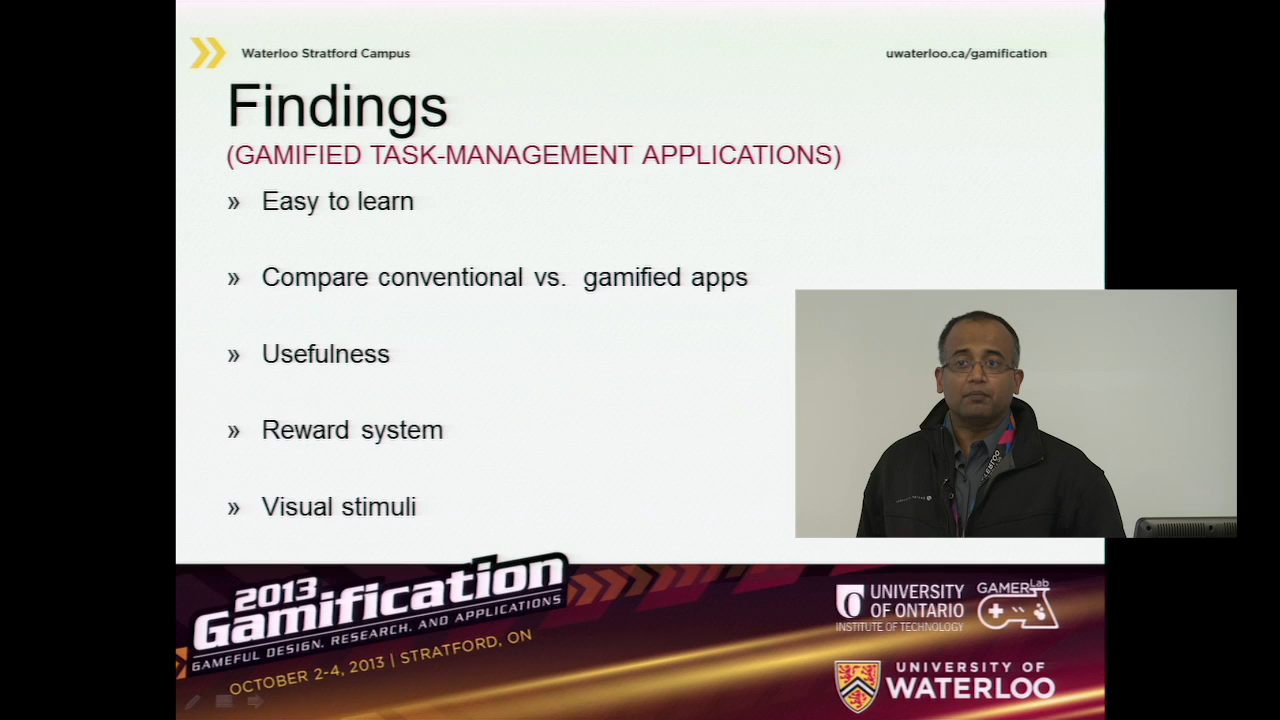 Waterloo Stratford Campus
uwaterloo.ca/gamification
Findings
(GAMIFIED TASK-MANAGEMENT APPLICATIONS)
» Easy to learn
» Compare conventional vs. gamified apps
» Usefulness
» Reward system
» Visual stimuli
2013
Gamification
GAMEFUL DESIGN, RESEARCH, AND APPLICATIONS
OCTOBER 2-4, 2013 | STRATFORD, ON
UNIVERSITY
OF ONTARIO
INSTITUTE OF TECHNOLOGY
GAMER Lab
UNIVERSITY OF
WATERLOO